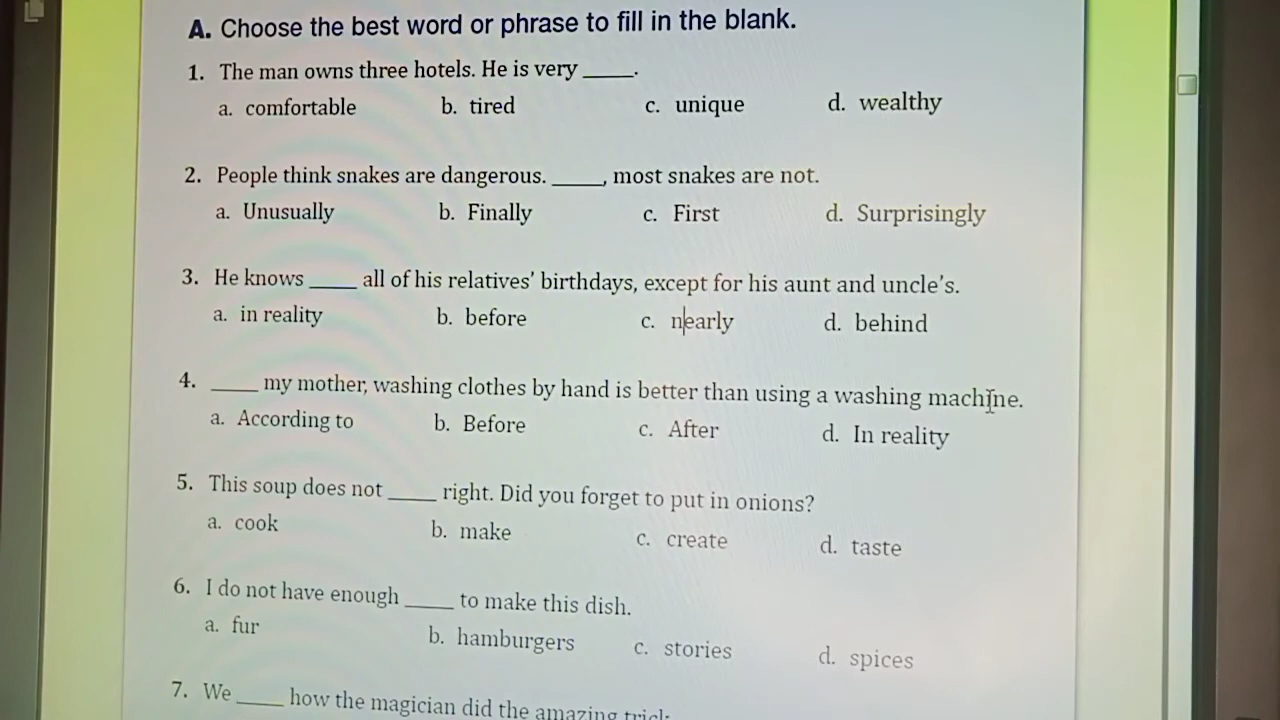 A. Choose the best word or phrase to fill in the blank.
1. The man owns three hotels. He is very _____.
a. comfortable b. tired c. unique d. wealthy
2. People think snakes are dangerous. _____, most snakes are not.
a. Unusually b. Finally c. First d. Surprisingly
3. He knows _____ all of his relatives' birthdays, except for his aunt and uncle's.
a. in reality b. before c. nearly d. behind
4. _____ my mother, washing clothes by hand is better than using a washing machine.
a. According to b. Before c. After d. In reality
5. This soup does not _____ right. Did you forget to put in onions?
a. cook b. make c. create d. taste
6. I do not have enough _____ to make this dish.
a. fur b. hamburgers c. stories d. spices
7. We _____ how the magician did the amazing trick